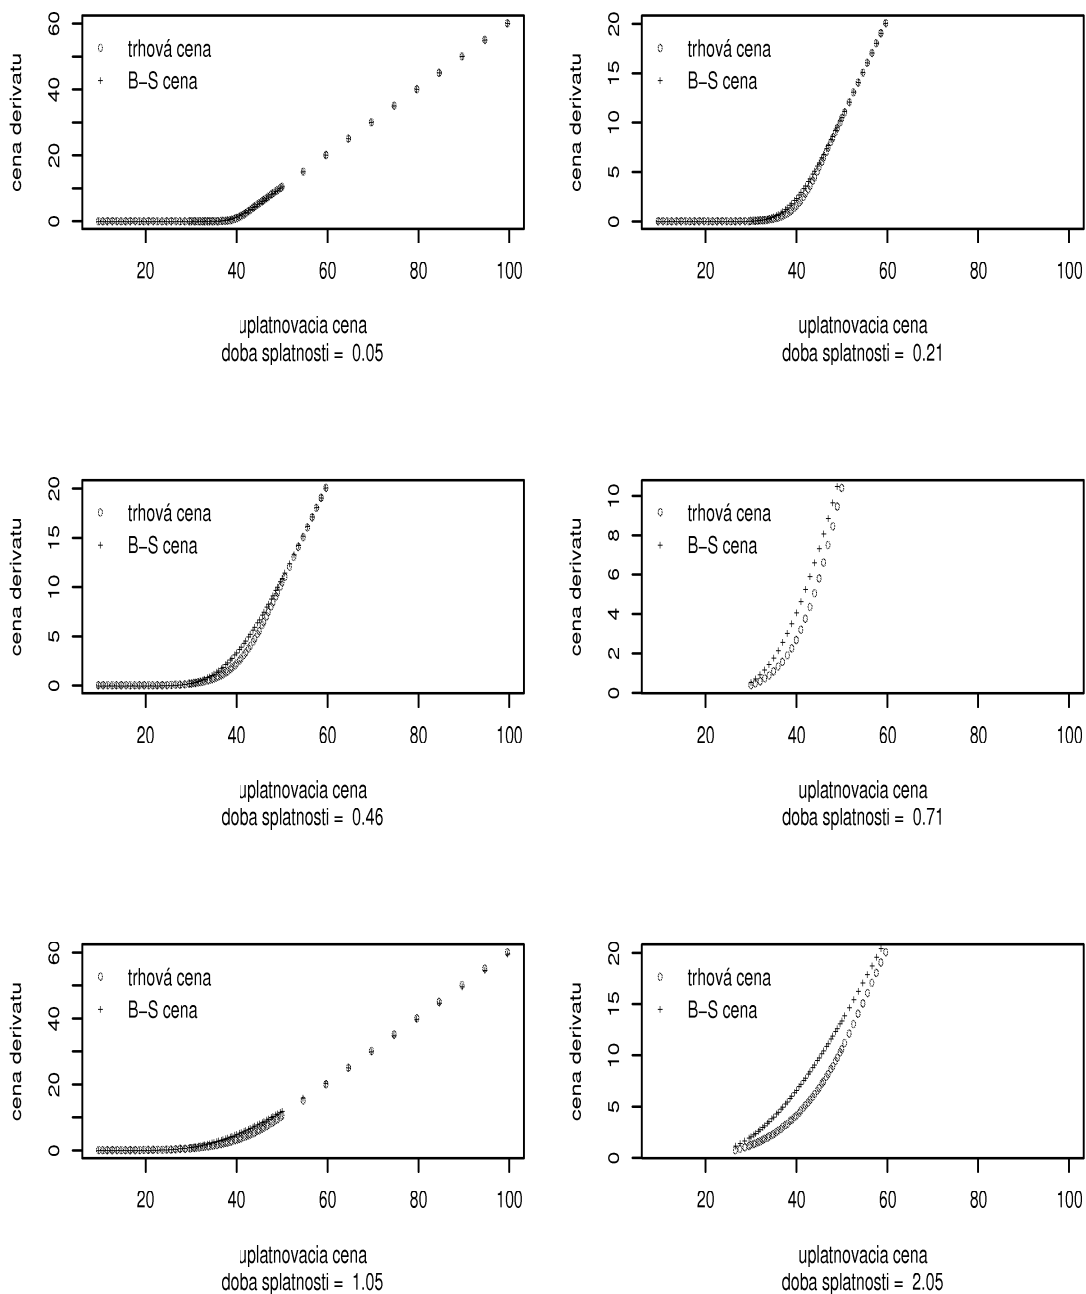 60
40
20
0
cena derivatu
trhová cena
B−S cena
20 40 60 80 100
uplatnovacia cena
doba splatnosti = 0.05
20
15
10
5
0
cena derivatu
trhová cena
B−S cena
20 40 60 80 100
uplatnovacia cena
doba splatnosti = 0.21
20
15
10
5
0
cena derivatu
trhová cena
B−S cena
20 40 60 80 100
uplatnovacia cena
doba splatnosti = 0.46
10
8
6
4
2
0
cena derivatu
trhová cena
B−S cena
20 40 60 80 100
uplatnovacia cena
doba splatnosti = 0.71
60
40
20
0
cena derivatu
trhová cena
B−S cena
20 40 60 80 100
uplatnovacia cena
doba splatnosti = 1.05
20
15
10
5
0
cena derivatu
trhová cena
B−S cena
20 40 60 80 100
uplatnovacia cena
doba splatnosti = 2.05